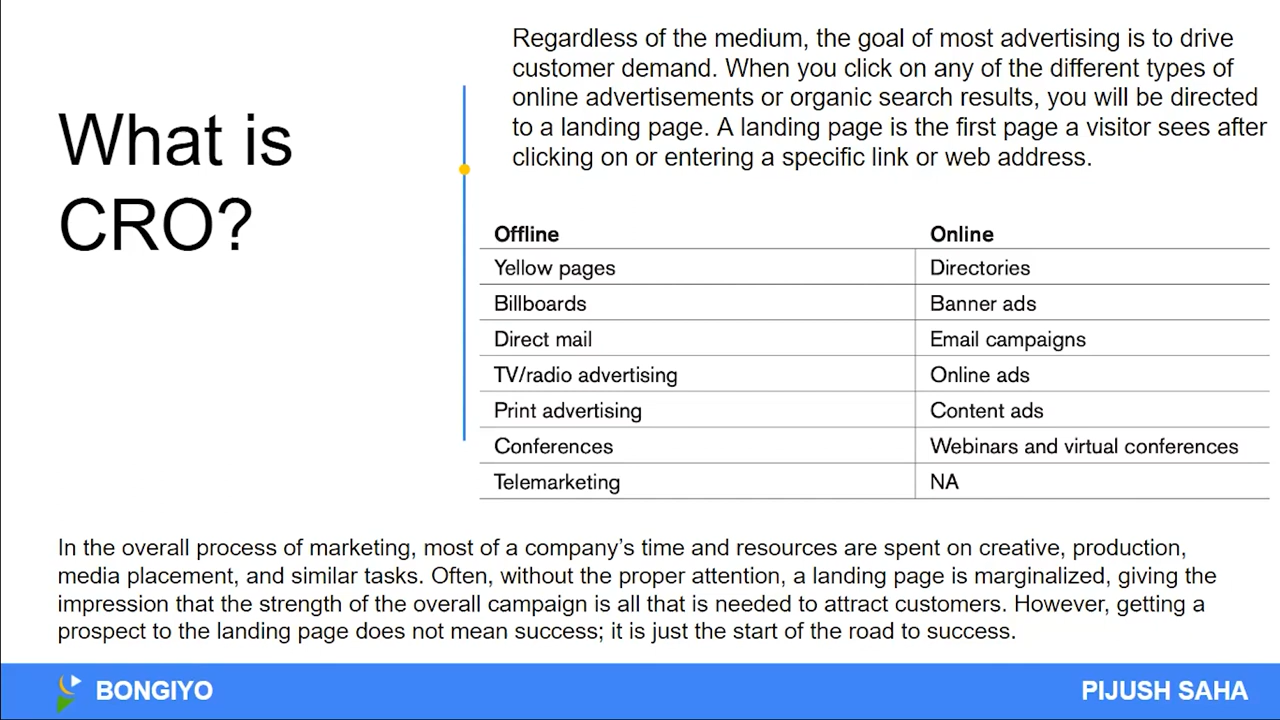 What is
CRO?
Regardless of the medium, the goal of most advertising is to drive
customer demand. When you click on any of the different types of
online advertisements or organic search results, you will be directed
to a landing page. A landing page is the first page a visitor sees after
clicking on or entering a specific link or web address.
Offline Online
Yellow pages Directories
Billboards Banner ads
Direct mail Email campaigns
TV/radio advertising Online ads
Print advertising Content ads
Conferences Webinars and virtual conferences
Telemarketing NA
In the overall process of marketing, most of a company’s time and resources are spent on creative, production,
media placement, and similar tasks. Often, without the proper attention, a landing page is marginalized, giving the
impression that the strength of the overall campaign is all that is needed to attract customers. However, getting a
prospect to the landing page does not mean success; it is just the start of the road to success.
BONGIYO PIJUSH SAHA